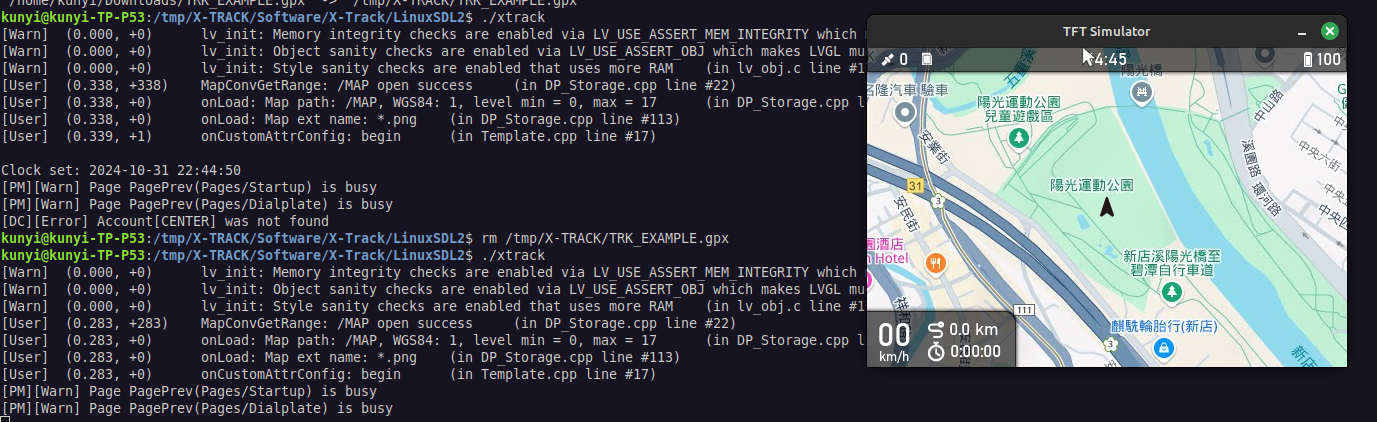 /home/kunyi/Downloads/TRK_EXAMPLE.gpx' -> '/tmp/X-TRACK/TRK_EXAMPLE.gpx
kunyi@kunyi-TP-P53:/tmp/X-TRACK/Software/X-Track/LinuxSDL2$ ./xtrack
[Warn] (0.000, +0) lv_init: Memory integrity checks are enabled via LV_USE_ASSERT_MEM_INTEGRITY which
[Warn] (0.000, +0) lv_init: Object sanity checks are enabled via LV_USE_ASSERT_OBJ which makes LVGL mu
[Warn] (0.000, +0) lv_init: Style sanity checks are enabled that uses more RAM (in lv_obj.c line #1
[User] (0.338, +338) MapConvGetRange: /MAP open success (in DP_Storage.cpp line #22)
[User] (0.338, +0) onLoad: Map path: /MAP, WGS84: 1, level min = 0, max = 17 (in DP_Storage.cpp l
[User] (0.338, +0) onLoad: Map ext name: *.png (in DP_Storage.cpp line #113)
[User] (0.339, +1) onCustomAttrConfig: begin (in Template.cpp line #17)
Clock set: 2024-10-31 22:44:50
[PM][Warn] Page PagePrev(Pages/Startup) is busy
[PM][Warn] Page PagePrev(Pages/Dialplate) is busy
[DC][Error] Account[CENTER] was not found
kunyi@kunyi-TP-P53:/tmp/X-TRACK/Software/X-Track/LinuxSDL2$ rm /tmp/X-TRACK/TRK_EXAMPLE.gpx
kunyi@kunyi-TP-P53:/tmp/X-TRACK/Software/X-Track/LinuxSDL2$ ./xtrack
[Warn] (0.000, +0) lv_init: Memory integrity checks are enabled via LV_USE_ASSERT_MEM_INTEGRITY which
[Warn] (0.000, +0) lv_init: Object sanity checks are enabled via LV_USE_ASSERT_OBJ which makes LVGL mu
[Warn] (0.000, +0) lv_init: Style sanity checks are enabled that uses more RAM (in lv_obj.c line #1
[User] (0.283, +283) MapConvGetRange: /MAP open success (in DP_Storage.cpp line #22)
[User] (0.283, +0) onLoad: Map path: /MAP, WGS84: 1, level min = 0, max = 17 (in DP_Storage.cpp l
[User] (0.283, +0) onLoad: Map ext name: *.png (in DP_Storage.cpp line #113)
[User] (0.283, +0) onCustomAttrConfig: begin (in Template.cpp line #17)
[PM][Warn] Page PagePrev(Pages/Startup) is busy
[PM][Warn] Page PagePrev(Pages/Dialplate) is busy
TFT Simulator
0
4:45
100
陽光橋
名隆汽車 驗車
陽光運動公園
兒童遊戲區
中山路
安業街
溪園路 環河路
中央六街
中央
31
3
陽光運動公園
安民街
園酒店
Hotel
新店溪陽光橋至
碧潭自行車道
祥和
111
麒駪輪胎行(新店)
3
新店
00
km/h
0.0 km
0:00:00